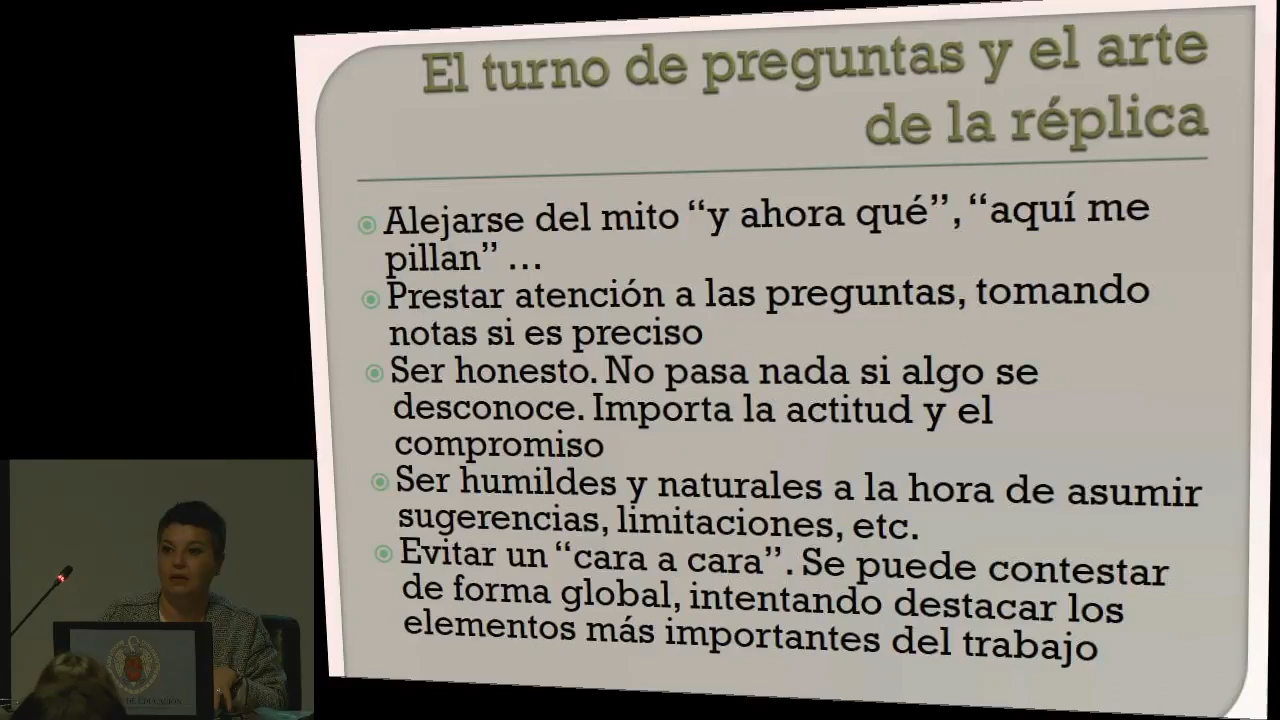 El turno de preguntas y el arte
de la réplica
Alejarse del mito “y ahora qué”, “aquí me
pillan” …
Prestar atención a las preguntas, tomando
notas si es preciso
Ser honesto. No pasa nada si algo se
desconoce. Importa la actitud y el
compromiso
Ser humildes y naturales a la hora de asumir
sugerencias, limitaciones, etc.
Evitar un “cara a cara”. Se puede contestar
de forma global, intentando destacar los
elementos más importantes del trabajo
DE EDUCACIÓN